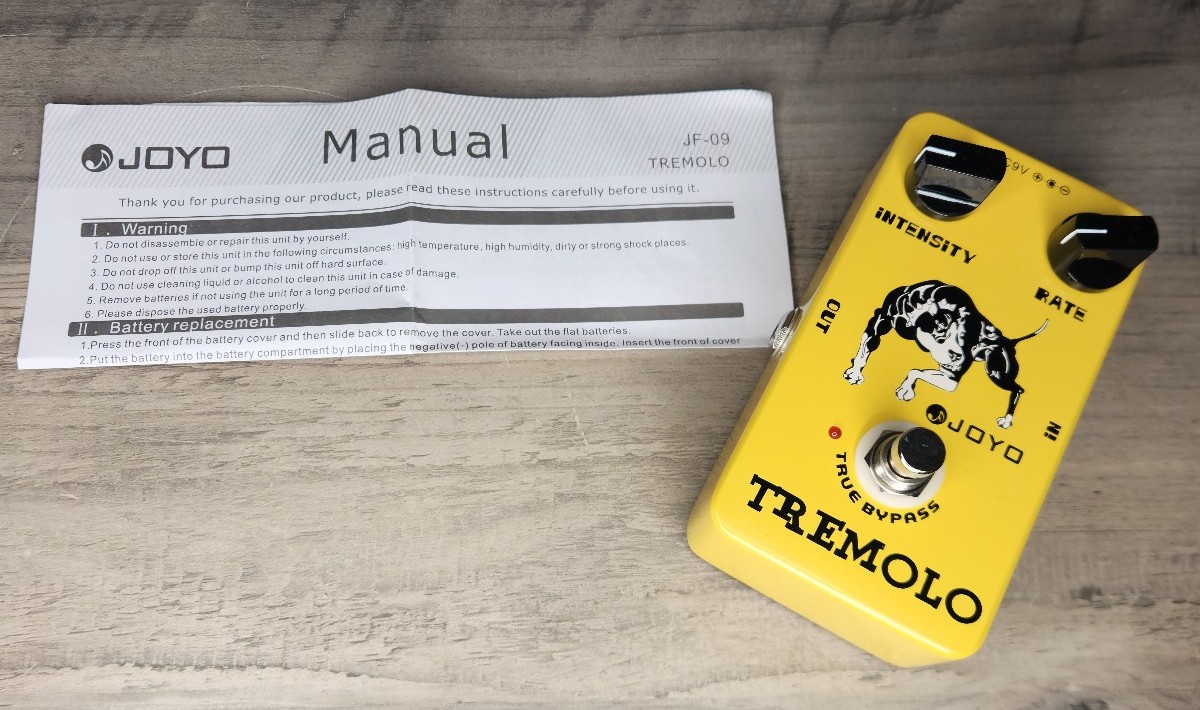 JOYO
Manual
JF-09
TREMOLO
Thank you for purchasing our product, please read these instructions carefully before using it.
I . Warning
1. Do not disassemble or repair this unit by yourself.
2. Do not use or store this unit in the following circumstances: high temperature, high humidity, dirty or strong shock places.
3. Do not drop off this unit or bump this unit off hard surface.
4. Do not use cleaning liquid or alcohol to clean this unit in case of damage.
5. Remove batteries if not using the unit for a long period of time.
6. Please dispose the used battery properly.
II . Battery replacement
1.Press the front of the battery cover and then slide back to remove the cover. Take out the flat batteries.
2.Put the battery into the battery compartment by placing the negative(-) pole of battery facing inside. Insert the front of cover
C9V
INTENSITY
RATE
OUT
IN
JOYO
TRUE BYPASS
TREMOLO